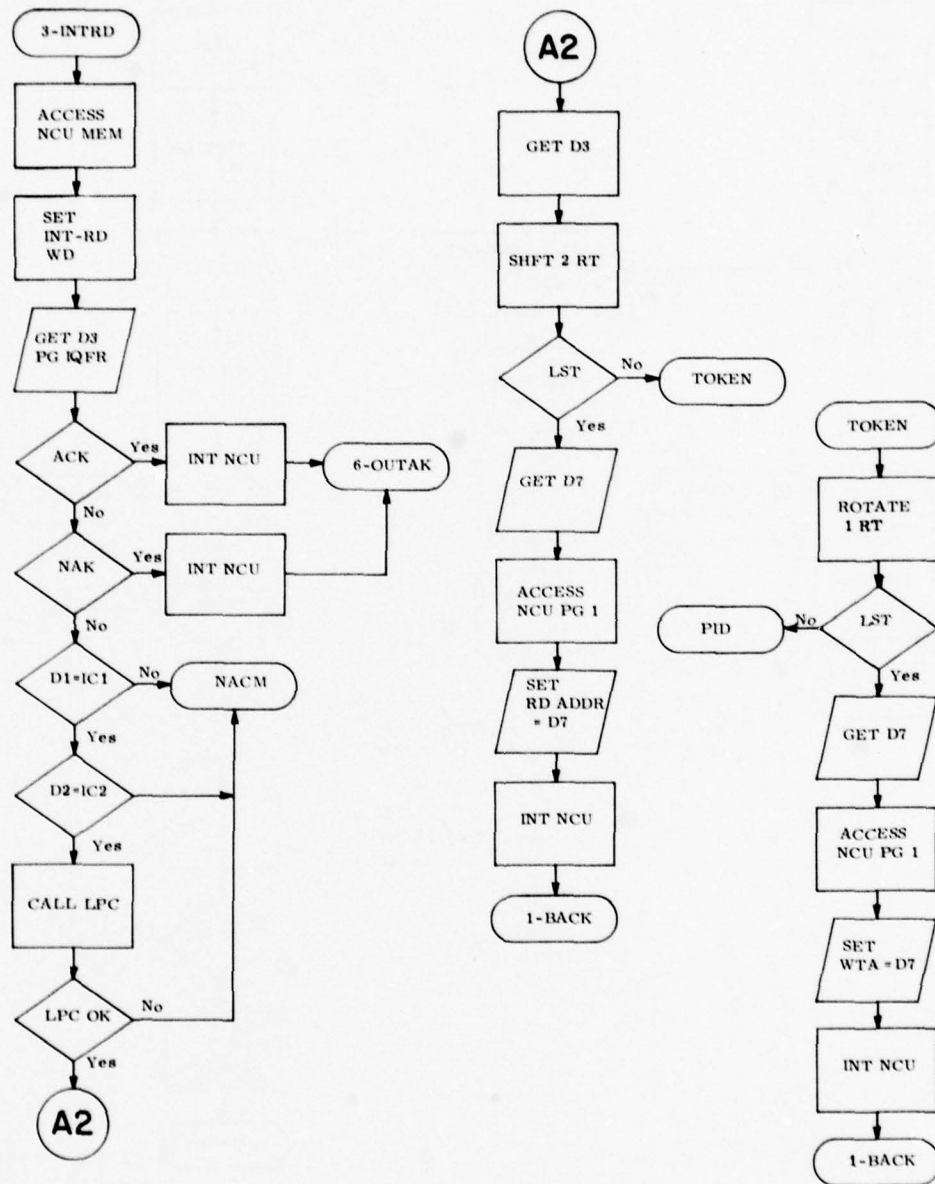 3-INTRD
ACCESS
NCU MEM
SET
INT-RD
WD
GET D3
PG IQFR
ACK
Yes
INT NCU
6-OUTAK
No
NAK
Yes
INT NCU
No
D1=IC1
No
NACM
Yes
D2=IC2
Yes
CALL LPC
LPC OK
No
Yes
A2
A2
GET D3
SHFT 2 RT
LST
No
TOKEN
Yes
GET D7
ACCESS
NCU PG 1
SET
RD ADDR
= D7
INT NCU
1-BACK
TOKEN
ROTATE
1 RT
LST
No
PID
Yes
GET D7
ACCESS
NCU PG 1
SET
WTA = D7
INT NCU
1-BACK